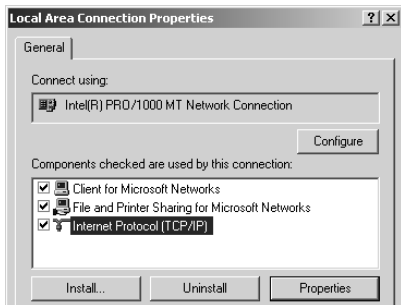 Local Area Connection Properties
General
Connect using:
Intel(R) PRO/1000 MT Network Connection
Configure
Components checked are used by this connection:
Client for Microsoft Networks
File and Printer Sharing for Microsoft Networks
Internet Protocol (TCP/IP)
Install... Uninstall Properties